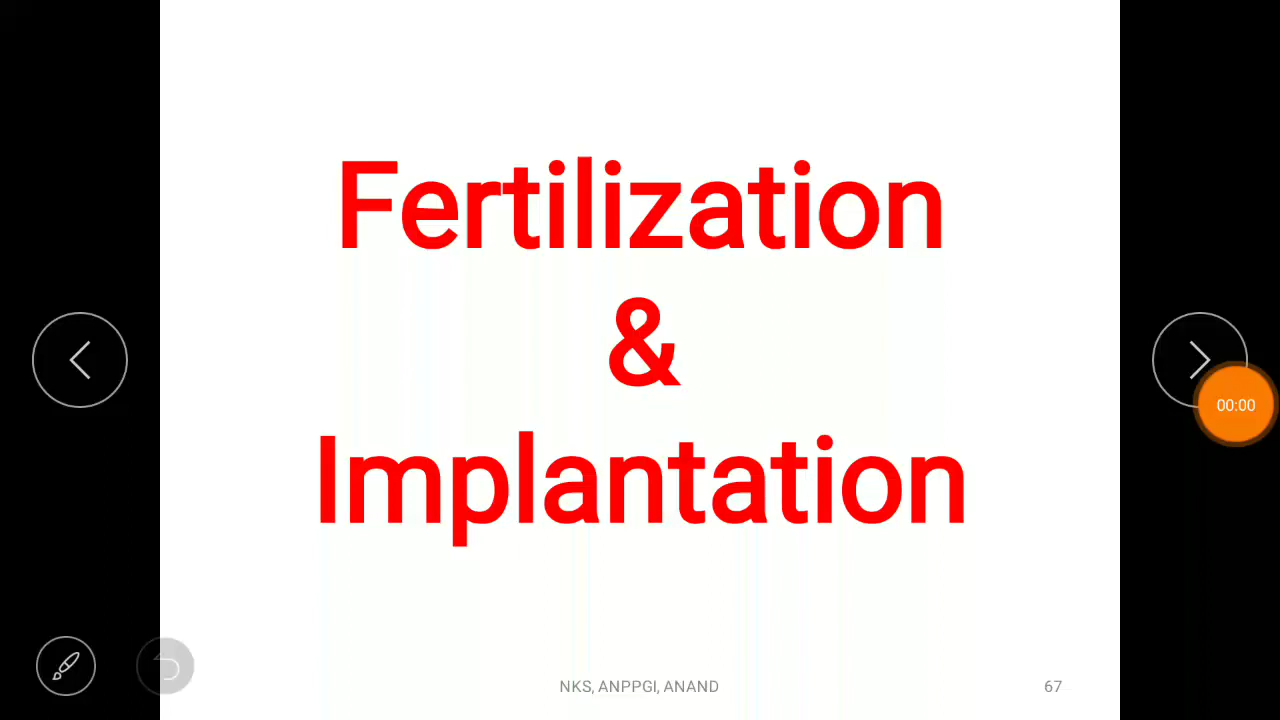 Fertilization
&
Implantation
00:00
NKS, ANPPGI, ANAND
67